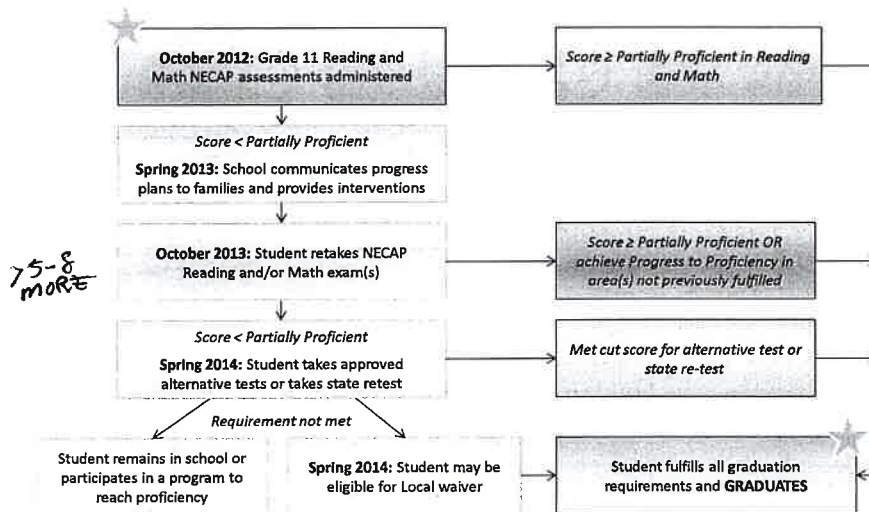 October 2012: Grade 11 Reading and
Math NECAP assessments administered
Score ≥ Partially Proficient in Reading
and Math
Score < Partially Proficient
Spring 2013: School communicates progress
plans to families and provides interventions
>5-8
MORE
October 2013: Student retakes NECAP
Reading and/or Math exam(s)
Score ≥ Partially Proficient OR
achieve Progress to Proficiency in
area(s) not previously fulfilled
Score < Partially Proficient
Spring 2014: Student takes approved
alternative tests or takes state retest
Met cut score for alternative test or
state re-test
Requirement not met
Student remains in school or
participates in a program to
reach proficiency
Spring 2014: Student may be
eligible for Local waiver
Student fulfills all graduation
requirements and GRADUATES